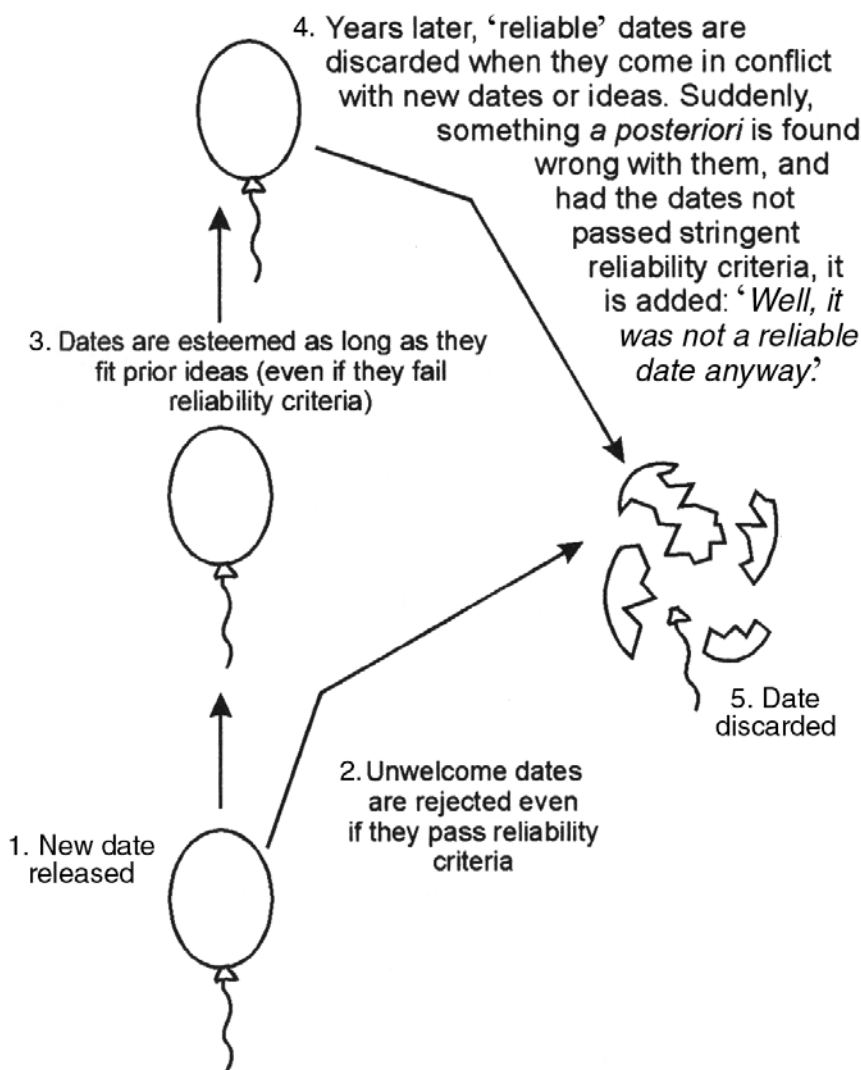 4. Years later, ‘reliable’ dates are
discarded when they come in conflict
with new dates or ideas. Suddenly,
something a posteriori is found
wrong with them, and
had the dates not
passed stringent
reliability criteria, it
is added: ‘Well, it
was not a reliable
date anyway.’
3. Dates are esteemed as long as they
fit prior ideas (even if they fail
reliability criteria)
5. Date
discarded
2. Unwelcome dates
are rejected even
if they pass reliability
criteria
1. New date
released